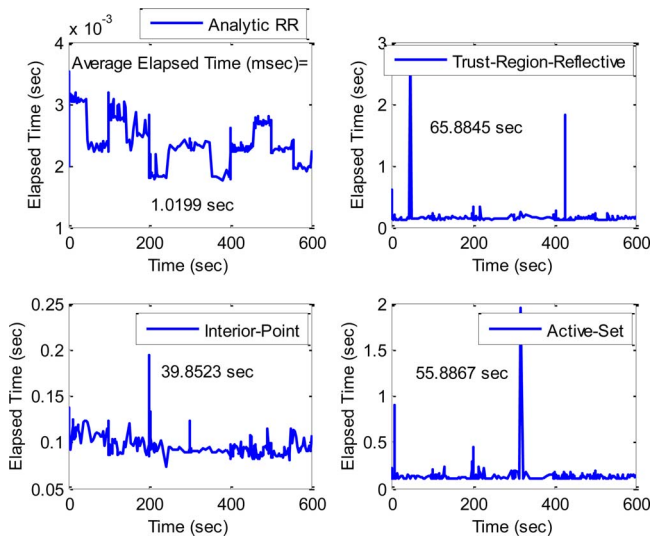 x 10-3
Analytic RR
4
Average Elapsed Time (msec)=
3
2
1.0199 sec
1
0
200
400
600
Elapsed Time (sec)
Time (sec)
3
Trust-Region-Reflective
65.8845 sec
2
1
0
0
200
400
600
Elapsed Time (sec)
Time (sec)
0.25
Interior-Point
0.2
39.8523 sec
0.15
0.1
0.05
0
200
400
600
Elapsed Time (sec)
Time (sec)
2
Active-Set
1.5
55.8867 sec
1
0.5
0
0
200
400
600
Elapsed Time (sec)
Time (sec)